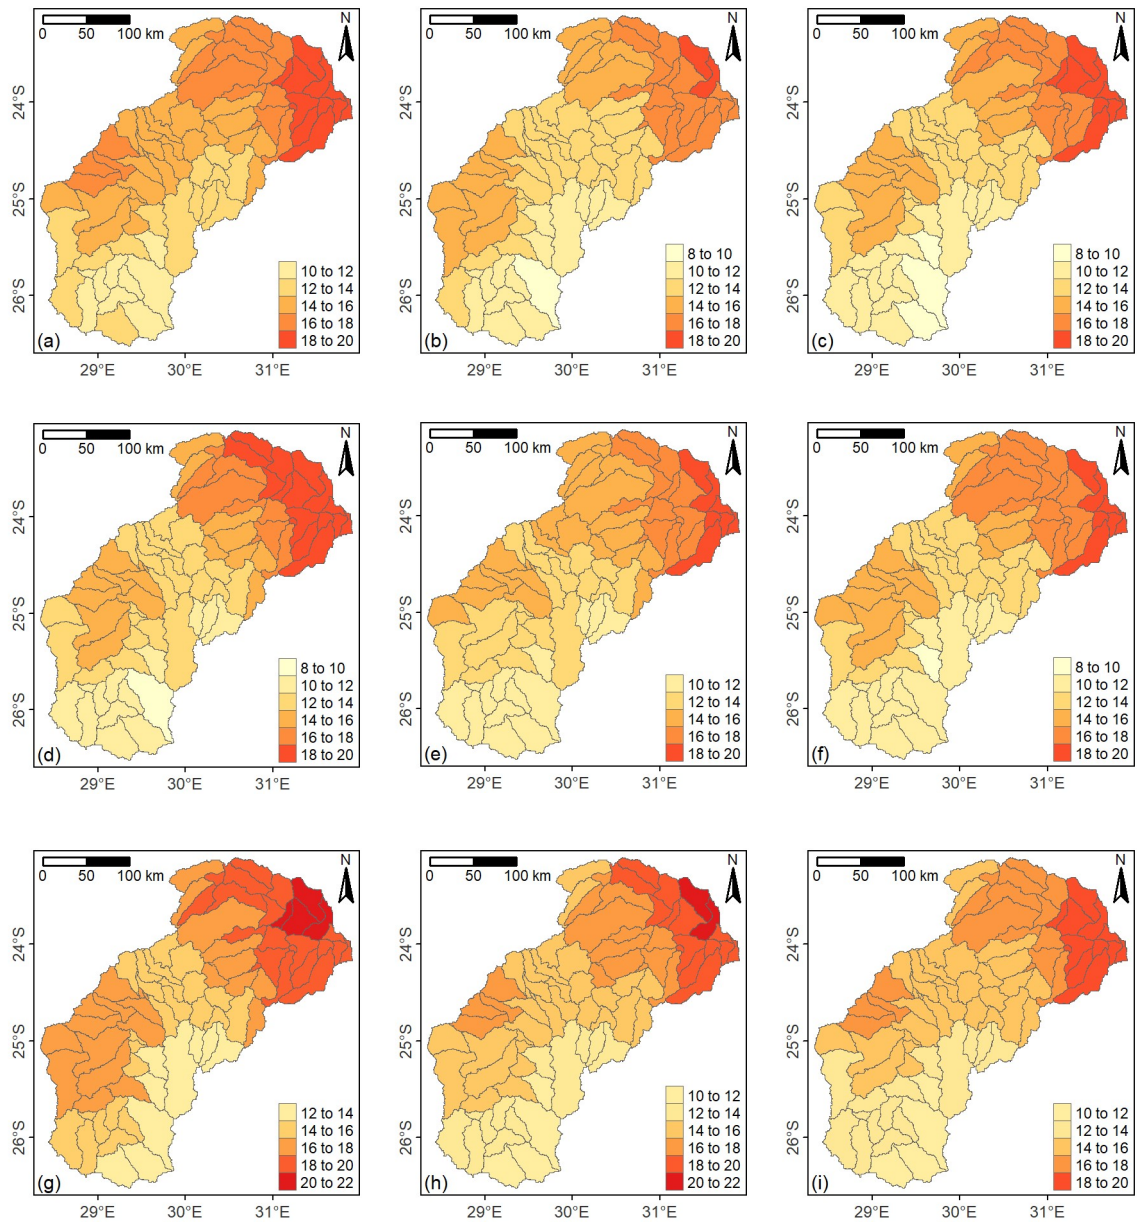 N N N
0 50 100 km 0 50 100 km 0 50 100 km
24°S 24°S 24°S
25°S 25°S 25°S
26°S 26°S 26°S
10 to 12
12 to 14
14 to 16
16 to 18
18 to 20
(a)
8 to 10
10 to 12
12 to 14
14 to 16
16 to 18
18 to 20
(b)
8 to 10
10 to 12
12 to 14
14 to 16
16 to 18
18 to 20
(c)
29°E 30°E 31°E 29°E 30°E 31°E 29°E 30°E 31°E
N N N
0 50 100 km 0 50 100 km 0 50 100 km
24°S 24°S 24°S
25°S 25°S 25°S
26°S 26°S 26°S
8 to 10
10 to 12
12 to 14
14 to 16
16 to 18
18 to 20
(d)
10 to 12
12 to 14
14 to 16
16 to 18
18 to 20
(e)
8 to 10
10 to 12
12 to 14
14 to 16
16 to 18
18 to 20
(f)
29°E 30°E 31°E 29°E 30°E 31°E 29°E 30°E 31°E
N N N
0 50 100 km 0 50 100 km 0 50 100 km
24°S 24°S 24°S
25°S 25°S 25°S
26°S 26°S 26°S
12 to 14
14 to 16
16 to 18
18 to 20
20 to 22
(g)
10 to 12
12 to 14
14 to 16
16 to 18
18 to 20
20 to 22
(h)
10 to 12
12 to 14
14 to 16
16 to 18
18 to 20
(i)
29°E 30°E 31°E 29°E 30°E 31°E 29°E 30°E 31°E